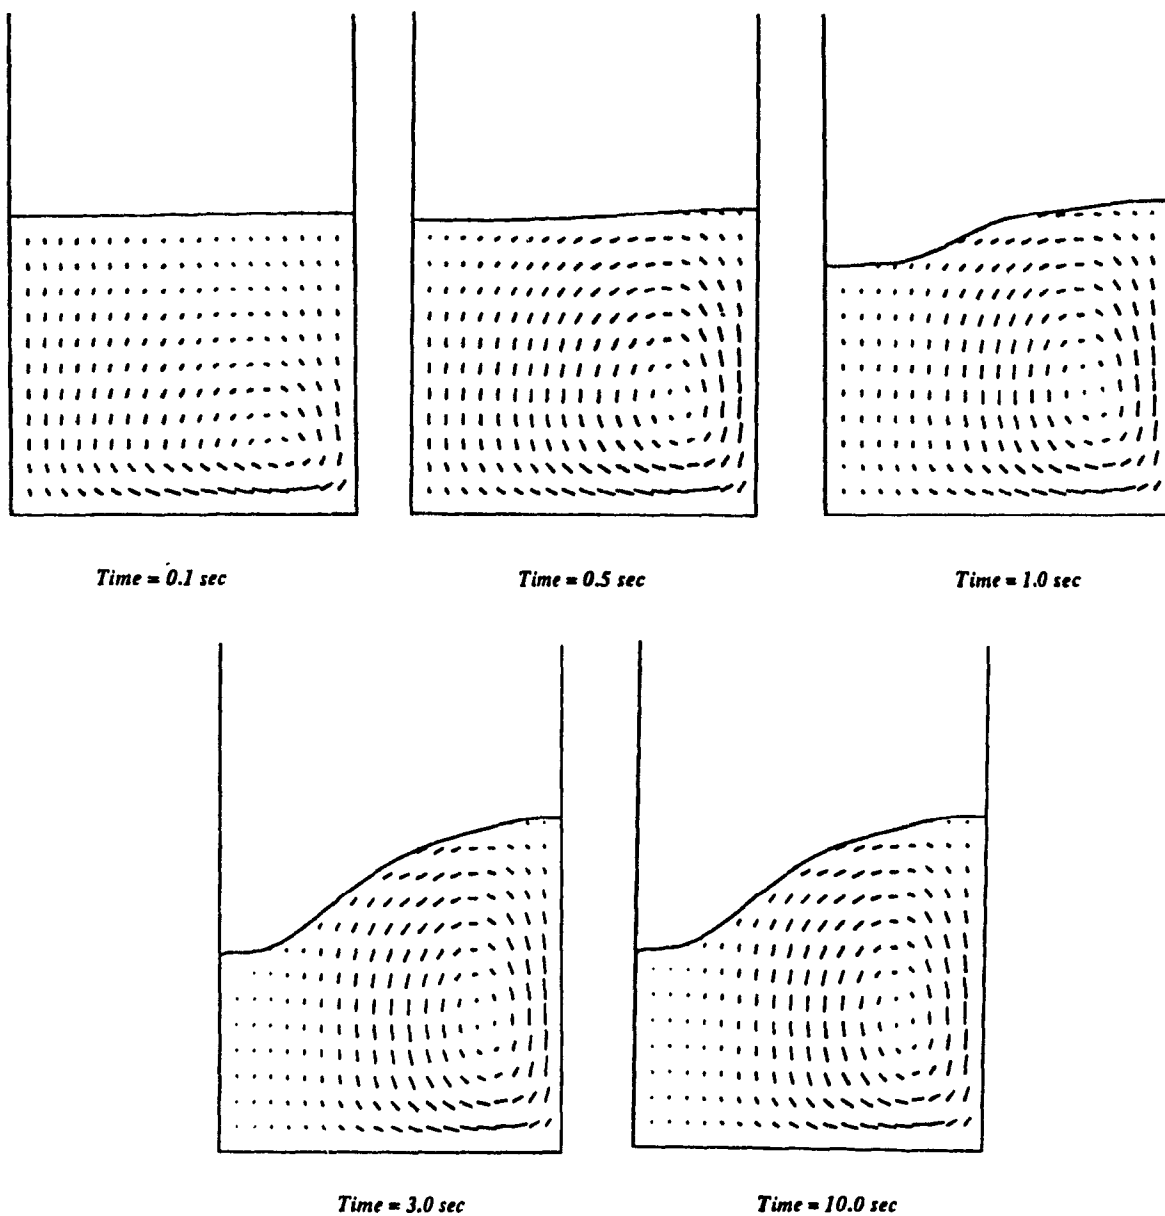 Time = 0.1 sec
Time = 0.5 sec
Time = 1.0 sec
Time = 3.0 sec
Time = 10.0 sec